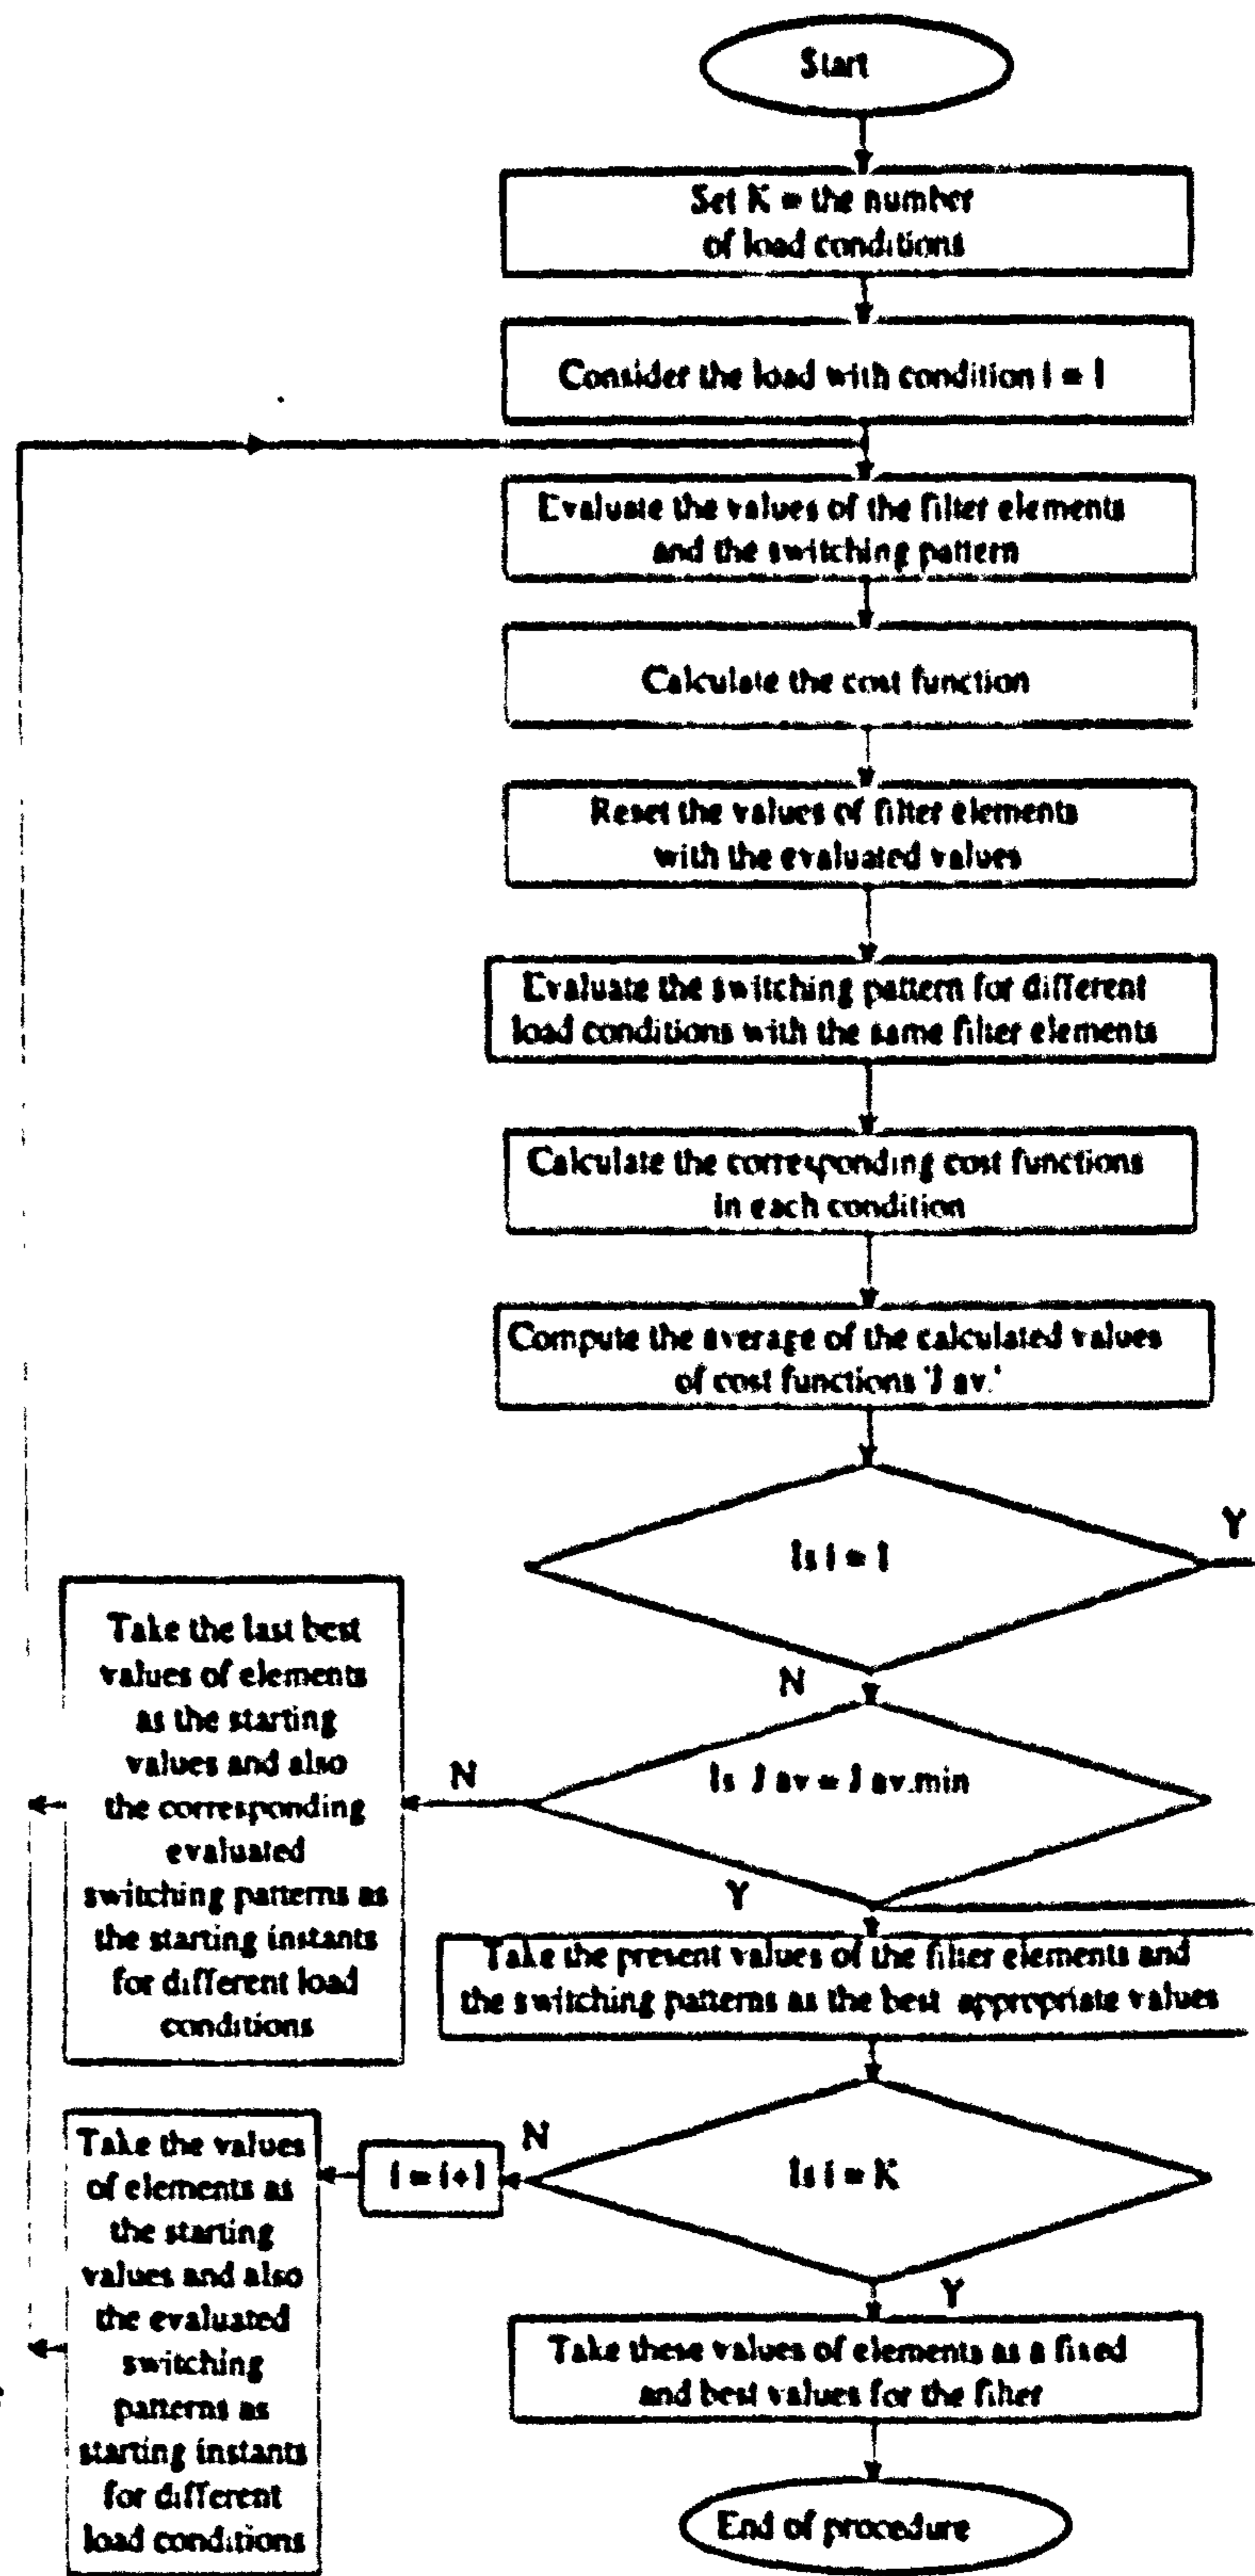 Start
Set K = the number
of load conditions
Consider the load with condition i = 1
Evaluate the values of the filter elements
and the switching pattern
Calculate the cost function
Reset the values of filter elements
with the evaluated values
Evaluate the switching pattern for different
load conditions with the same filter elements
Calculate the corresponding cost functions
in each condition
Compute the average of the calculated values
of cost functions 'J av.'
Is i = 1
Y
N
Is J av = J av.min
N
Y
Take the last best
values of elements
as the starting
values and also
the corresponding
evaluated
switching patterns as
the starting instants
for different load
conditions
Take the present values of the filter elements and
the switching patterns as the best appropriate values
Is i = K
N
i = i+1
Y
Take the values
of elements as
the starting
values and also
the evaluated
switching
patterns as
starting instants
for different
load conditions
Take these values of elements as a fixed
and best values for the filter
End of procedure